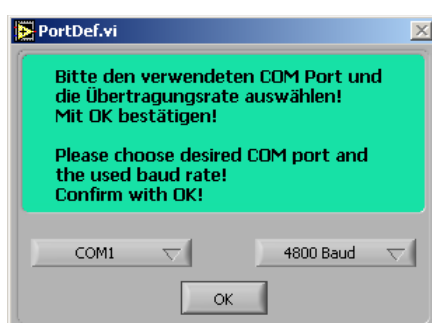 PortDef.vi
Bitte den verwendeten COM Port und
die Übertragungsrate auswählen!
Mit OK bestätigen!
Please choose desired COM port and
the used baud rate!
Confirm with OK!
COM1
4800 Baud
OK